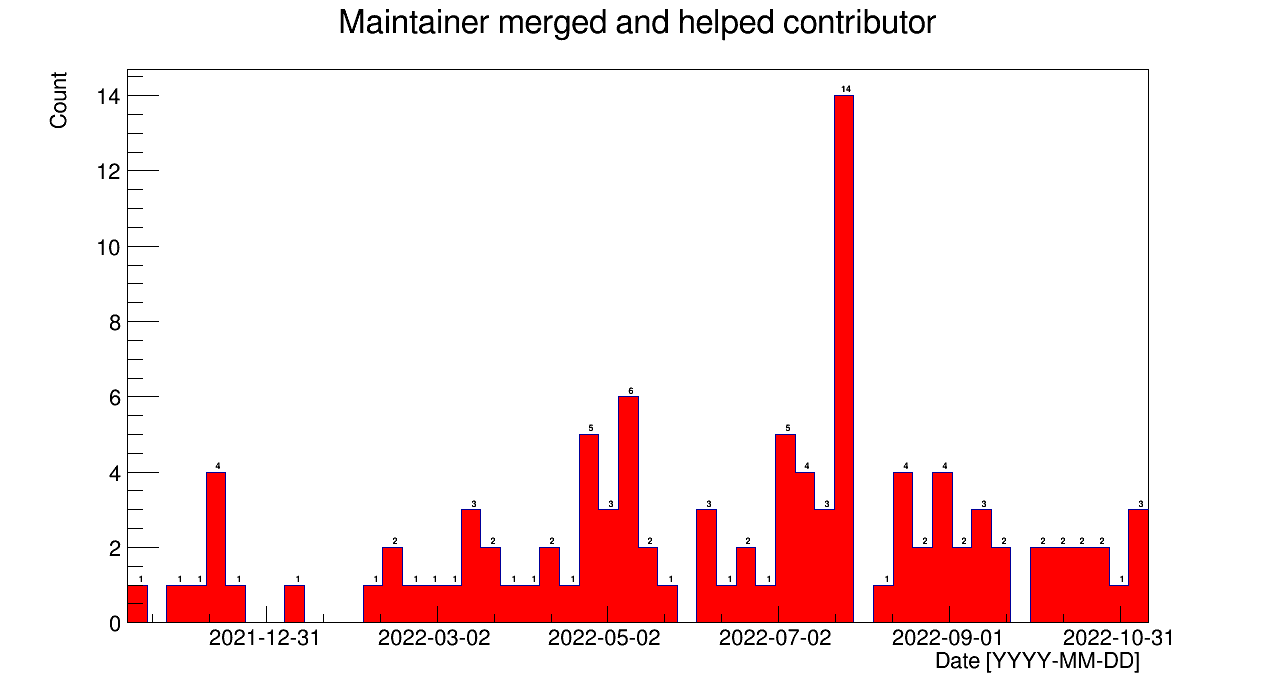 Maintainer merged and helped contributor
Count
14
12
10
8
6
4
2
0
1 1 1 4 1 1 1 2 1 1 1 3 2 1 1 2 1 5 3 6 2 1 3 1 2 1 5 4 3 14 1 4 2 4 2 3 2 2 2 2 2 1 3
2021-12-31 2022-03-02 2022-05-02 2022-07-02 2022-09-01 2022-10-31
Date [YYYY-MM-DD]